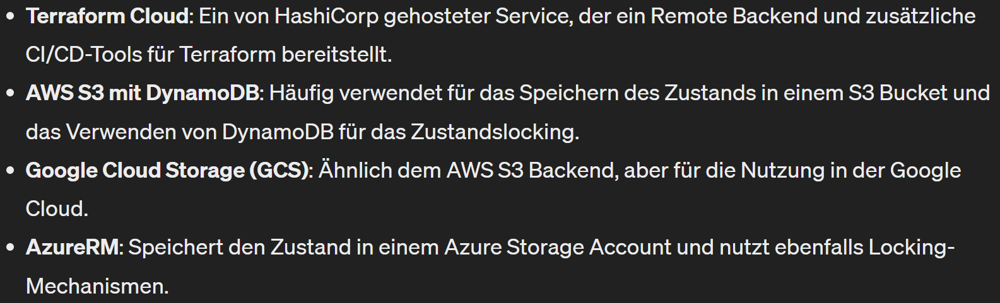 • Terraform Cloud: Ein von HashiCorp gehosteter Service, der ein Remote Backend und zusätzliche
CI/CD-Tools für Terraform bereitstellt.
• AWS S3 mit DynamoDB: Häufig verwendet für das Speichern des Zustands in einem S3 Bucket und
das Verwenden von DynamoDB für das Zustandslocking.
• Google Cloud Storage (GCS): Ähnlich dem AWS S3 Backend, aber für die Nutzung in der Google
Cloud.
• AzureRM: Speichert den Zustand in einem Azure Storage Account und nutzt ebenfalls Locking-
Mechanismen.